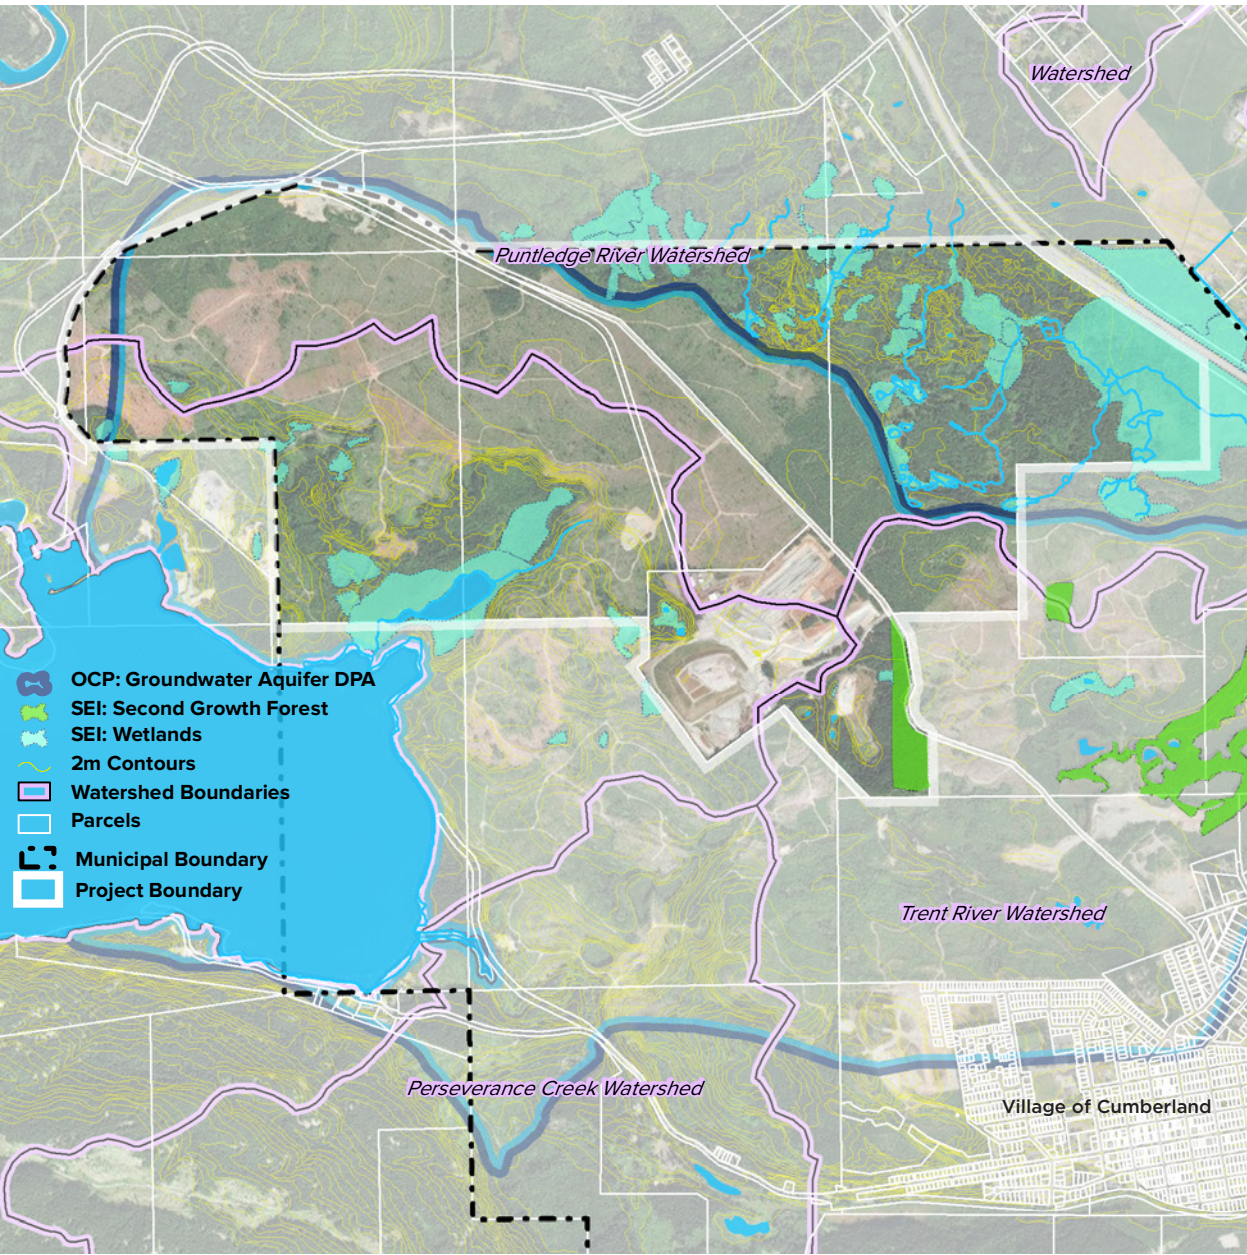 Watershed
Puntledge River Watershed
OCP: Groundwater Aquifer DPA
SEI: Second Growth Forest
SEI: Wetlands
2m Contours
Watershed Boundaries
Parcels
Municipal Boundary
Project Boundary
Trent River Watershed
Perseverance Creek Watershed
Village of Cumberland